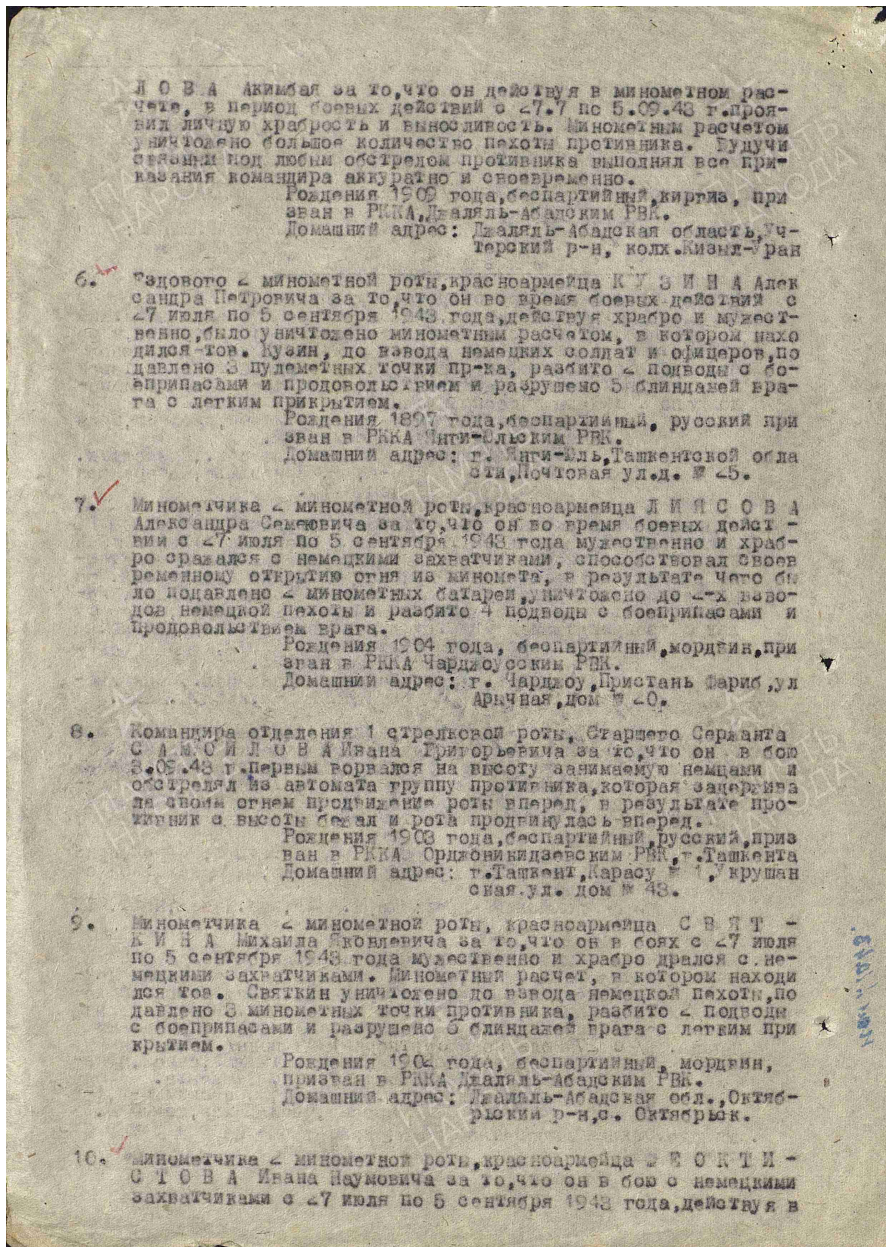 Л О В А  Акимбая за то,что он действуя в минометном рас-
чете, в период боевых действий с 27.7 по 5.09.43 г.проя-
вил личную храбрость и выносливость. Минометным расчетом
уничтожено большое количество пехоты противника. Будучи
связным под любым обстрелом противника выполнял все при-
казания командира аккуратно и своевременно.
Рождения 1909 года,беспартийный,киргиз, при
зван в РККА,Джаляль-Абадским РВК.
Домашний адрес: Джаляль-Абадская область,Уч-
терский р-н, колх.Кизыл-Уран
6. Ездового 2 минометной роты,красноармейца К У З И Н А Алек
сандра Петровича за то,что он во время боевых действий с
27 июля по 5 сентября 1943 года,действуя храбро и мужест-
венно,было уничтожено минометным расчетом, в котором нахо
дился тов. Кузин, до взвода немецких солдат и офицеров,по
давлено 3 пулеметных точки пр-ка, разбито 2 подводы с бо-
еприпасами и продовольствием и разрушено 5 блиндажей вра-
га с легким прикрытием.
Рождения 1897 года,беспартийный, русский при
зван в РККА Янги-Юльским РВК.
Домашний адрес: г. Янги-Юль,Ташкентской обла
сти,Почтовая ул.д. № 25.
7. Минометчика 2 минометной роты,красноармейца Л И Я С О В А
Александра Семеновича за то,что он во время боевых дейст -
вий с 27 июля по 5 сентября 1943 года мужественно и храб-
ро сражался с немецкими захватчиками, способствовал своев
ременному открытию огня из миномета, в результате чего бы
ло подавлено 2 минометных батареи,уничтожено до 2-х взво-
дов немецкой пехоты и разбито 4 подводы с боеприпасами  и
продовольствием врага.
Рождения 1904 года, беспартийный,мордвин,при
зван в РККА Чарджоусским РВК.
Домашний адрес: г. Чарджоу,Пристань Фариб,ул
Арычная,дом № 20.
8. Командира отделения 1 стрелковой роты, Старшего Сержанта
С А М О Й Л О В А Ивана  Григорьевича за то,что он  в бою
3.09.43 г.первым ворвался на высоту занимаемую немцами  и
обстрелял из автомата группу противника,которая задержива
ла своим огнем продвижение роты вперед, в результате про-
тивник с высоты бежал и рота продвинулась вперед.
Рождения 1903 года,беспартийный,русский,приз
ван в РККА  Орджоникидзевским РВК,г.Ташкента
Домашний адрес: г.Ташкент,Карасу № 1,Укрушан
ская.ул. дом № 43.
9. Минометчика  2 минометной роты, красноармейца  С В Я Т -
К И Н А Михаила Яковлевича за то,что он в боях с 27 июля
по 5 сентября 1943 года мужественно и храбро дрался с.не-
мецкими захватчиками. Минометный расчет, в котором находи
лся тов.  Святкин уничтожено до взвода немецкой пехоты,по
давлено 3 минометных точки противника, разбито 2 подводы
с боеприпасами и разрушено 5 блиндажей врага с легким при
крытием.
Рождения 1902 года, беспартийный, мордвин,
призван в РККА Джаляль-Абадским РВК.
Домашний адрес: Джаляль-Абадская обл.,Октяб-
рьский р-н,с. Октябрьск.
10. Минометчика 2 минометной роты,красноармейца Ф Е О К Т И -
С Т О В А Ивана Наумовича за то,что он в бою с немецкими
захватчиками с 27 июля по 5 сентября 1943 года,действуя в